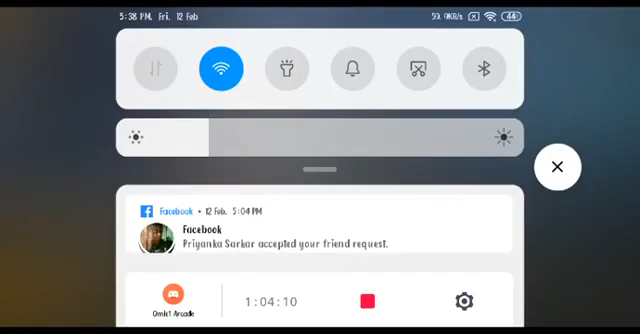 5:38 PM, Fri, 12 Feb
59.0KB/s 44
Facebook • 12 Feb, 5:04 PM
Facebook
Priyanka Sarkar accepted your friend request.
1:04:10
Omlet Arcade